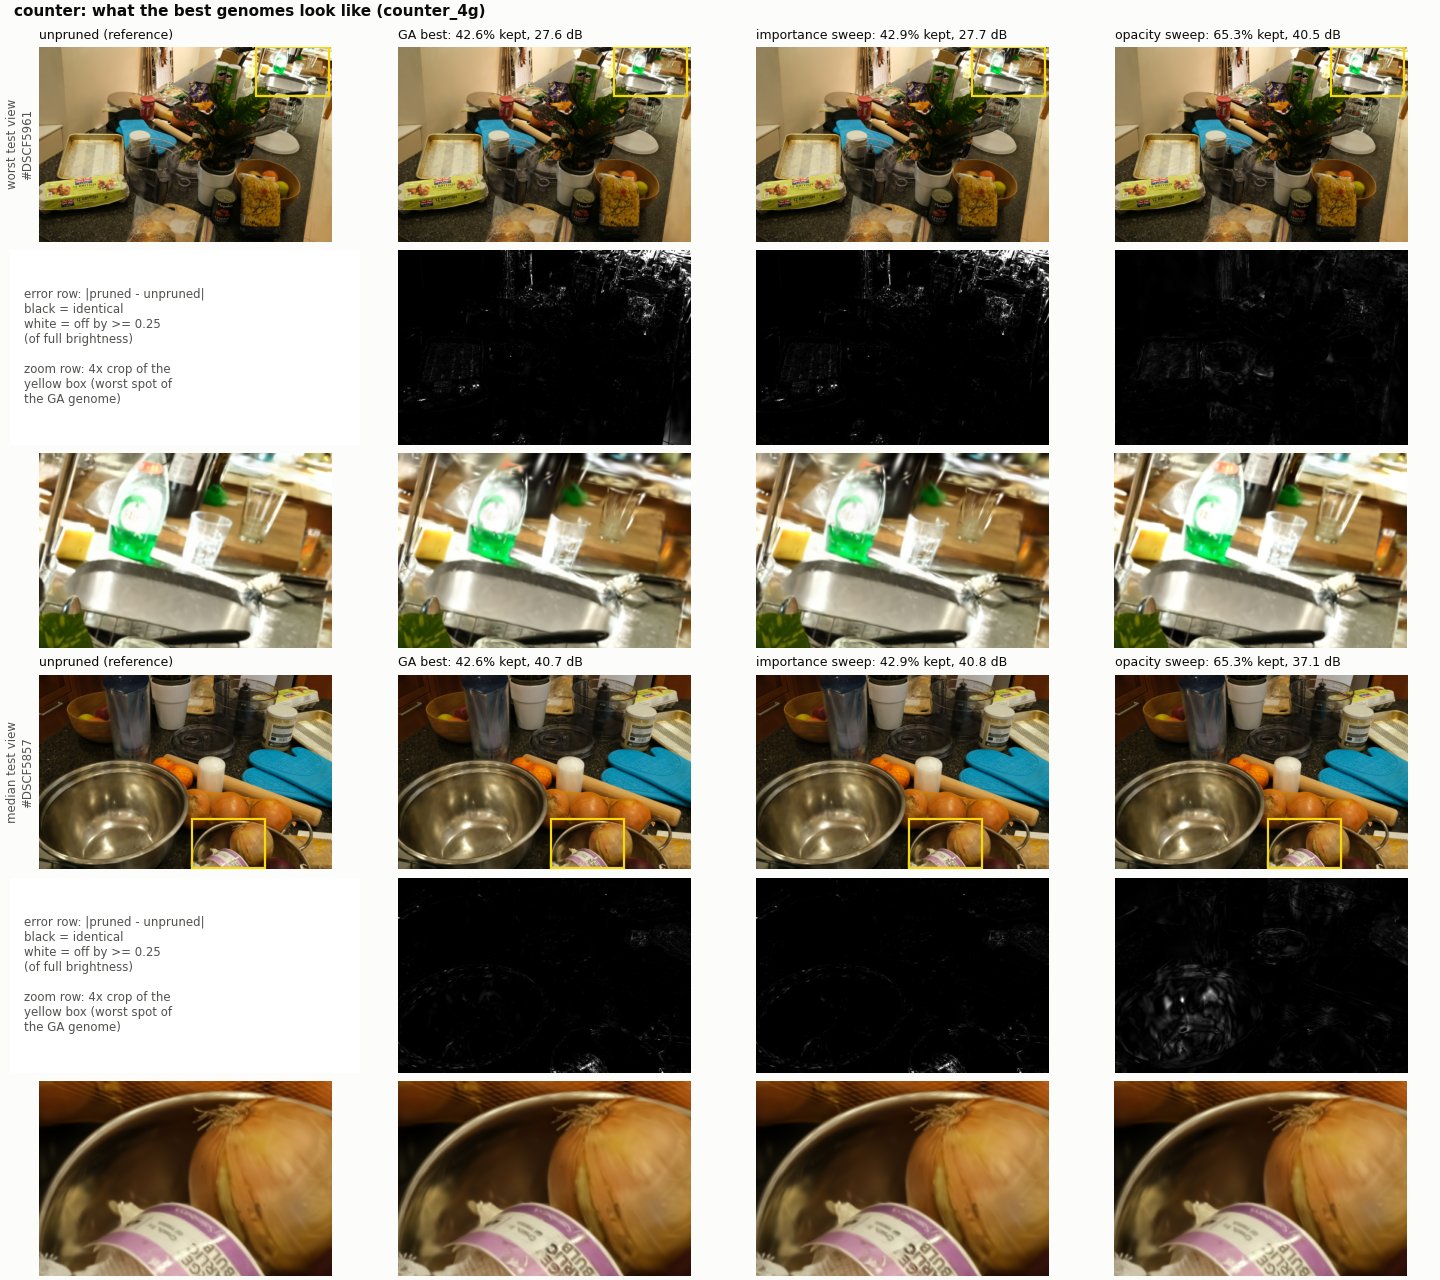 counter: what the best genomes look like (counter_4g)
unpruned (reference)
GA best: 42.6% kept, 27.6 dB
importance sweep: 42.9% kept, 27.7 dB
opacity sweep: 65.3% kept, 40.5 dB
worst test view
#DSCF5961
error row: |pruned - unpruned|
black = identical
white = off by >= 0.25
(of full brightness)
zoom row: 4x crop of the
yellow box (worst spot of
the GA genome)
unpruned (reference)
GA best: 42.6% kept, 40.7 dB
importance sweep: 42.9% kept, 40.8 dB
opacity sweep: 65.3% kept, 37.1 dB
median test view
#DSCF5857
error row: |pruned - unpruned|
black = identical
white = off by >= 0.25
(of full brightness)
zoom row: 4x crop of the
yellow box (worst spot of
the GA genome)